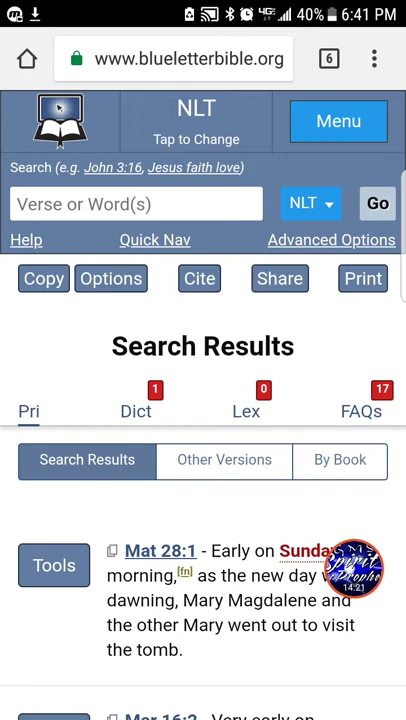 40% 6:41 PM
www.blueletterbible.org 6
NLT
Tap to Change
Menu
Search (e.g. John 3:16, Jesus faith love)
Verse or Word(s) NLT Go
Help Quick Nav Advanced Options
Copy Options Cite Share Print
Search Results
1 0 17
Pri Dict Lex FAQs
Search Results Other Versions By Book
Tools
Mat 28:1 - Early on Sunda
morning,[fn] as the new day
dawning, Mary Magdalene and
the other Mary went out to visit
the tomb.
Spirit
14:21
Mar 16:2 - Very early on